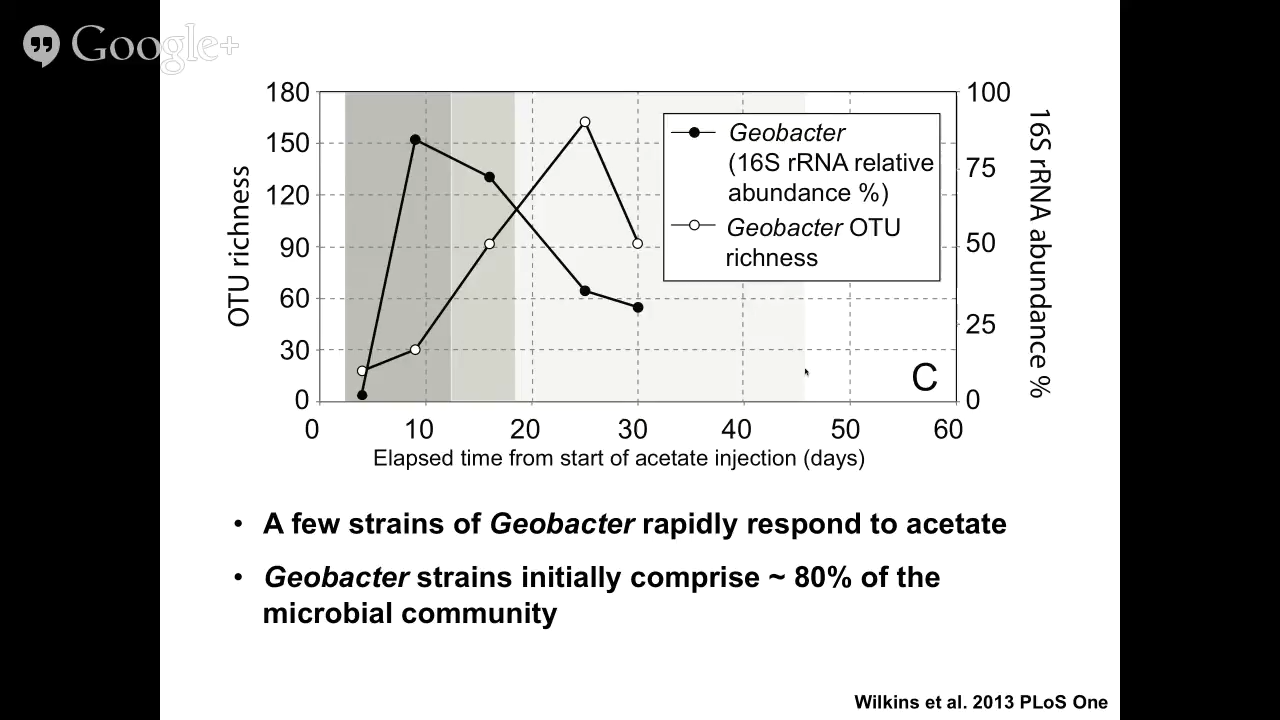 Google+
180
150
120
90
60
30
0
OTU richness
100
75
50
25
0
16S rRNA abundance %
Geobacter
(16S rRNA relative
abundance %)
Geobacter OTU
richness
C
0 10 20 30 40 50 60
Elapsed time from start of acetate injection (days)
• A few strains of Geobacter rapidly respond to acetate
• Geobacter strains initially comprise ~ 80% of the
microbial community
Wilkins et al. 2013 PLoS One